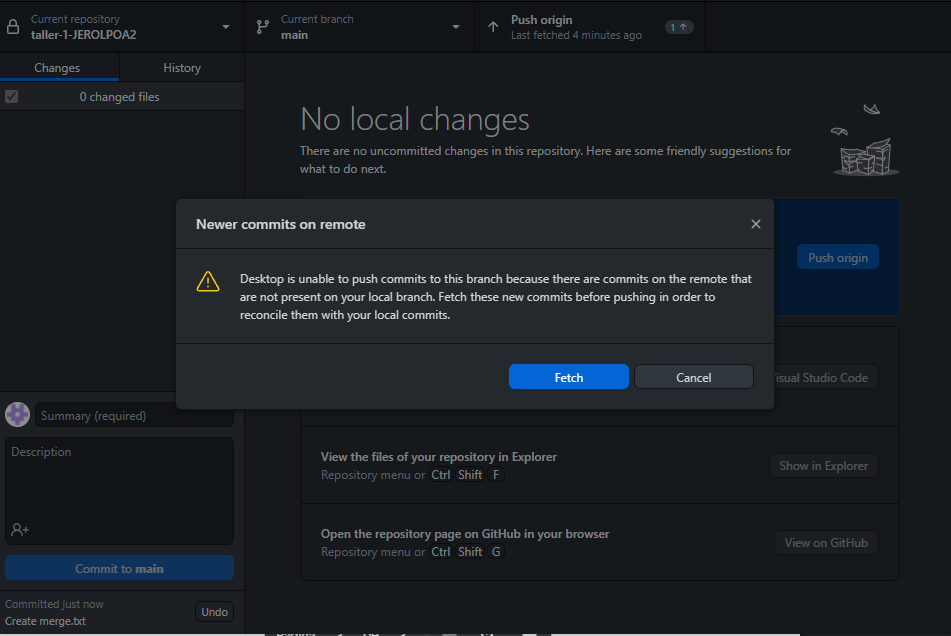 Current repository
taller-1-JEROLPOA2
Current branch
main
Push origin
Last fetched 4 minutes ago
1
Changes
History
0 changed files
No local changes
There are no uncommitted changes in this repository. Here are some friendly suggestions for
what to do next.
Newer commits on remote
Desktop is unable to push commits to this branch because there are commits on the remote that
are not present on your local branch. Fetch these new commits before pushing in order to
reconcile them with your local commits.
Fetch
Cancel
Push origin
Visual Studio Code
View the files of your repository in Explorer
Repository menu or Ctrl Shift F
Show in Explorer
Open the repository page on GitHub in your browser
Repository menu or Ctrl Shift G
View on GitHub
Summary (required)
Description
Commit to main
Committed just now
Create merge.txt
Undo